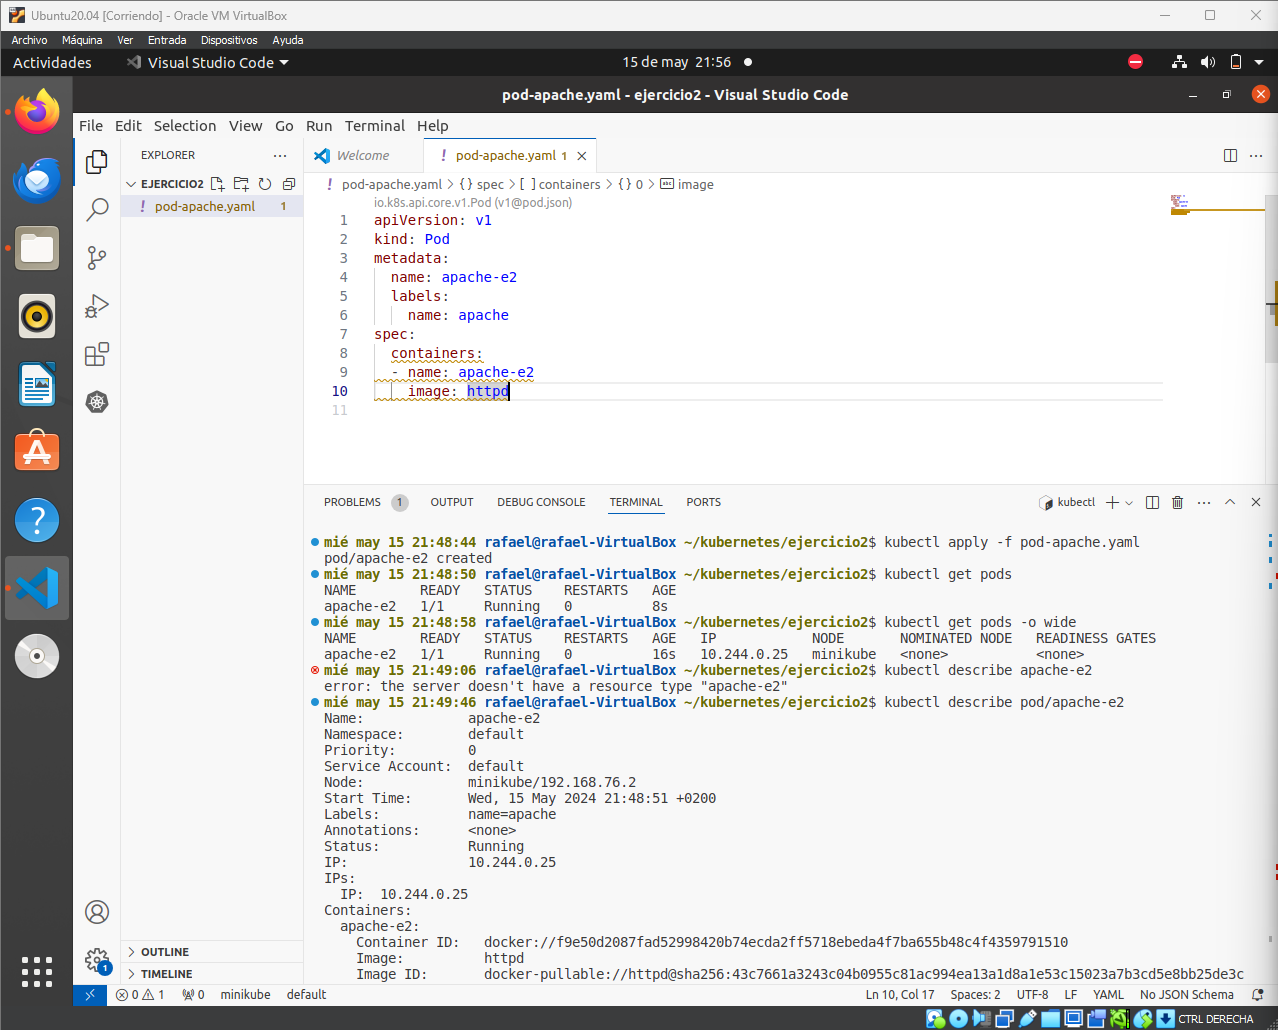 Ubuntu20.04 [Corriendo] - Oracle VM VirtualBox
Archivo Máquina Ver Entrada Dispositivos Ayuda
Actividades Visual Studio Code 15 de may 21:56
pod-apache.yaml - ejercicio2 - Visual Studio Code
File Edit Selection View Go Run Terminal Help
EXPLORER
Welcome
pod-apache.yaml 1
EJERCICIO2
pod-apache.yaml > {} spec > [ ] containers > {} 0 > abc image
pod-apache.yaml 1
io.k8s.api.core.v1.Pod (v1@pod.json)
1 apiVersion: v1
2 kind: Pod
3 metadata:
4 name: apache-e2
5 labels:
6 name: apache
7 spec:
8 containers:
9 - name: apache-e2
10 image: httpd
11
PROBLEMS 1 OUTPUT DEBUG CONSOLE TERMINAL PORTS kubectl
mié may 15 21:48:44 rafael@rafael-VirtualBox ~/kubernetes/ejercicio2$ kubectl apply -f pod-apache.yaml
pod/apache-e2 created
mié may 15 21:48:50 rafael@rafael-VirtualBox ~/kubernetes/ejercicio2$ kubectl get pods
NAME READY STATUS RESTARTS AGE
apache-e2 1/1 Running 0 8s
mié may 15 21:48:58 rafael@rafael-VirtualBox ~/kubernetes/ejercicio2$ kubectl get pods -o wide
NAME READY STATUS RESTARTS AGE IP NODE NOMINATED NODE READINESS GATES
apache-e2 1/1 Running 0 16s 10.244.0.25 minikube <none> <none>
mié may 15 21:49:06 rafael@rafael-VirtualBox ~/kubernetes/ejercicio2$ kubectl describe apache-e2
error: the server doesn't have a resource type "apache-e2"
mié may 15 21:49:46 rafael@rafael-VirtualBox ~/kubernetes/ejercicio2$ kubectl describe pod/apache-e2
Name: apache-e2
Namespace: default
Priority: 0
Service Account: default
Node: minikube/192.168.76.2
Start Time: Wed, 15 May 2024 21:48:51 +0200
Labels: name=apache
Annotations: <none>
Status: Running
IP: 10.244.0.25
IPs:
IP: 10.244.0.25
Containers:
apache-e2:
Container ID: docker://f9e50d2087fad52998420b74ecda2ff5718ebeda4f7ba655b48c4f4359791510
Image: httpd
Image ID: docker-pullable://httpd@sha256:43c7661a3243c04b0955c81ac994ea13a1d8a1e53c15023a7b3cd5e8bb25de3c
OUTLINE
TIMELINE
1
0 1 0 minikube default Ln 10, Col 17 Spaces: 2 UTF-8 LF YAML No JSON Schema
CTRL DERECHA